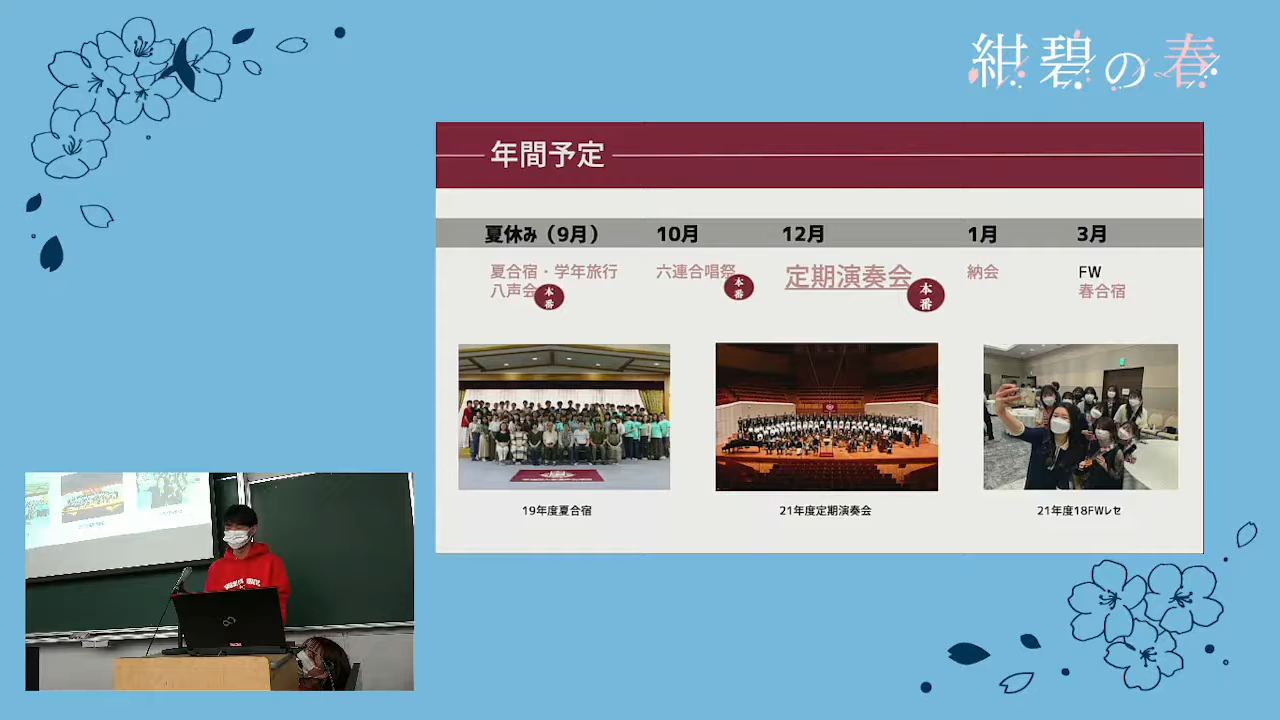 紺碧の春
年間予定
夏休み（9月） 10月 12月 1月 3月
夏合宿・学年旅行 六連合唱祭 定期演奏会 納会 FW
八声会 春合宿
本番 本番 本番
19年度夏合宿 21年度定期演奏会 21年度18FWレセ